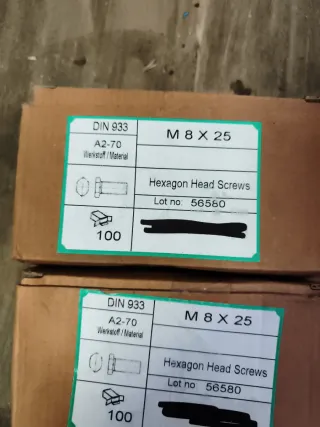 DIN 933
M 8 X 25
A2-70
Werkstoff / Material
Hexagon Head Screws
Lot no: 56580
100
DIN 933
M 8 X 25
A2-70
Werkstoff / Material
Hexagon Head Screws
Lot no: 56580
100